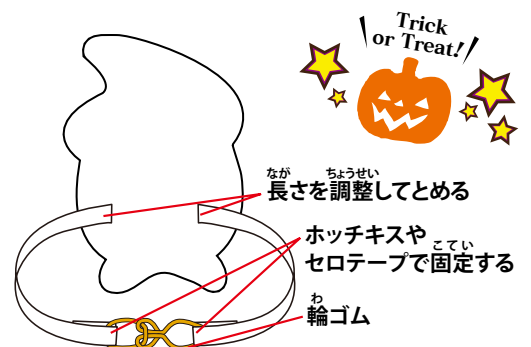 Trick
or Treat!
なが ちょうせい
長さを調整してとめる
ホッチキスや
こてい
セロテープで固定する
わ
輪ゴム